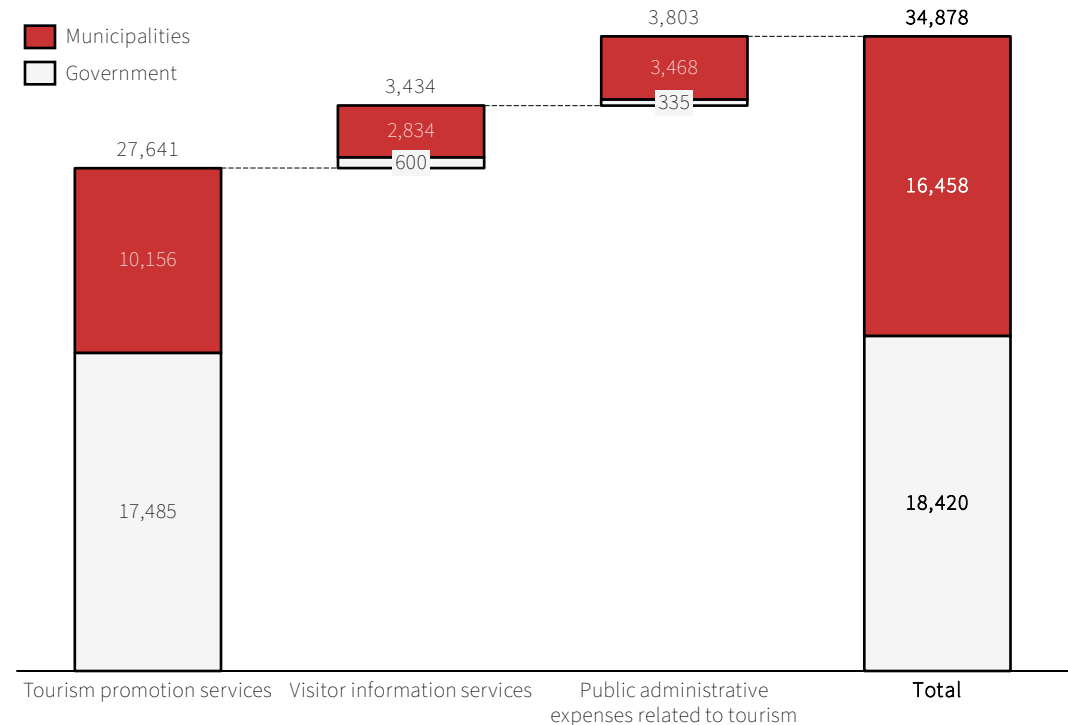 Municipalities
Government
27,641
10,156
17,485
3,434
2,834
600
3,803
3,468
335
34,878
16,458
18,420
Tourism promotion services
Visitor information services
Public administrative
expenses related to tourism
Total